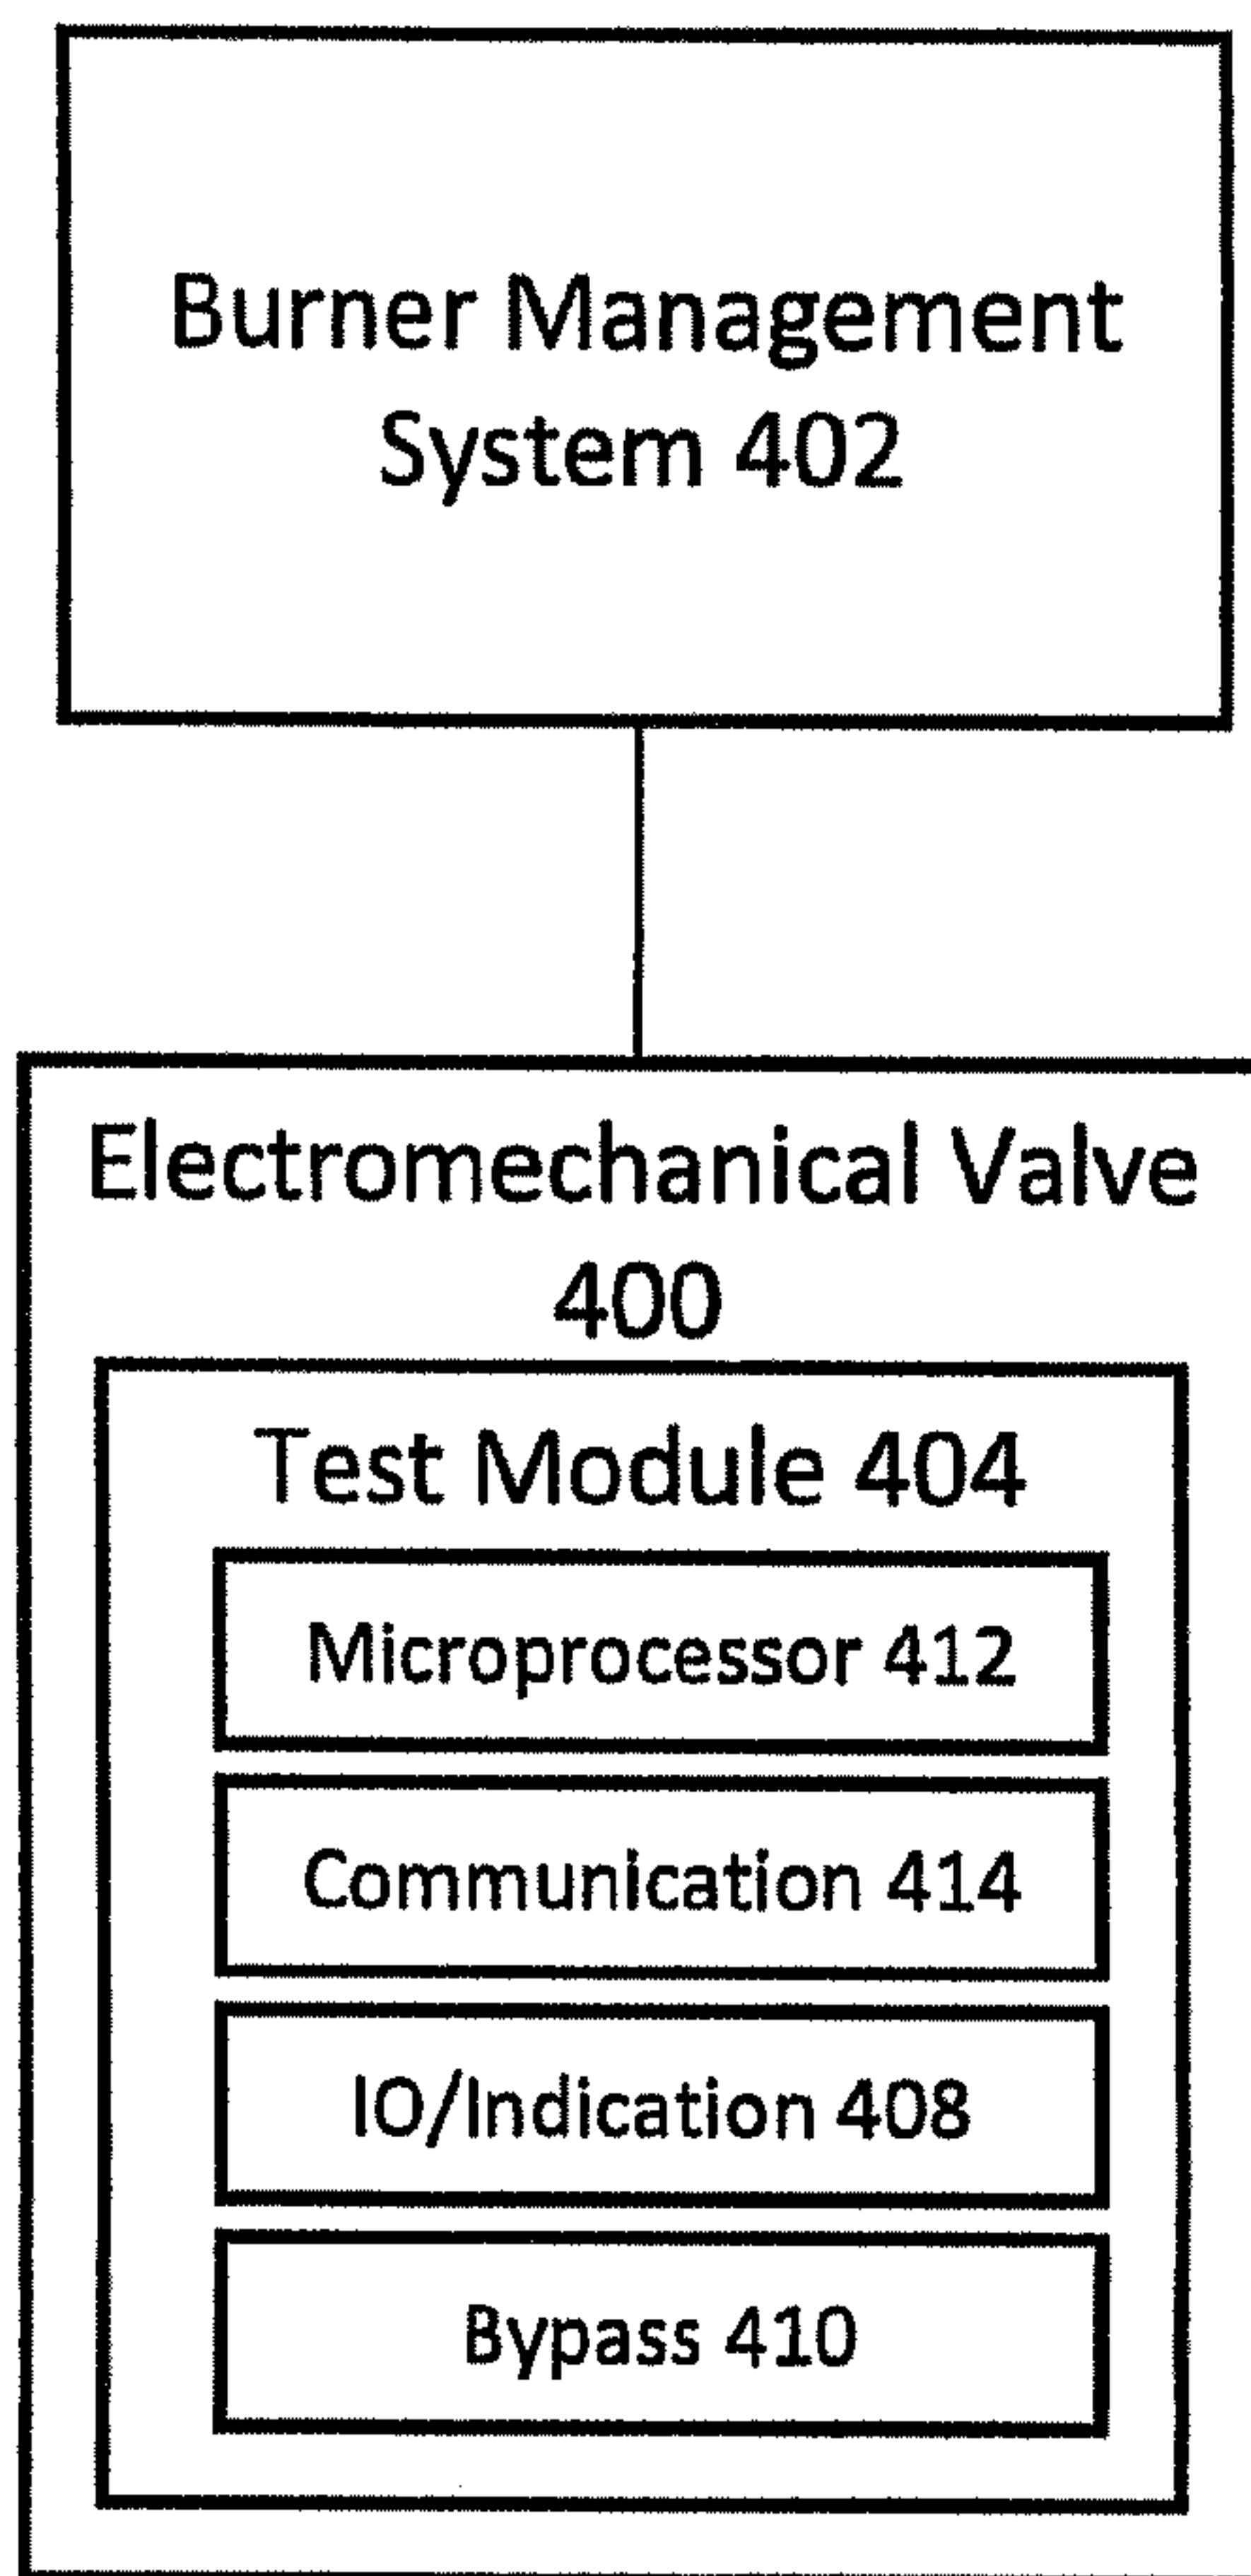 Burner Management
System 402
Electromechanical Valve
400
Test Module 404
Microprocessor 412
Communication 414
IO/Indication 408
Bypass 410